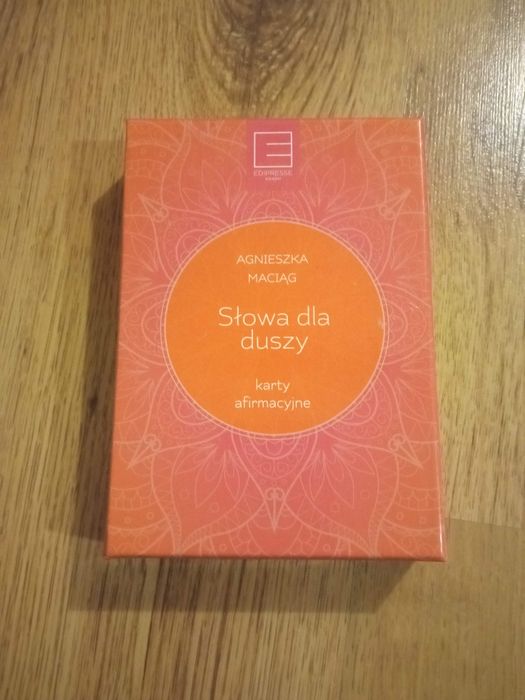 EDIPRESSE
AGNIESZKA
MACIĄG
Słowa dla
duszy
karty
afirmacyjne